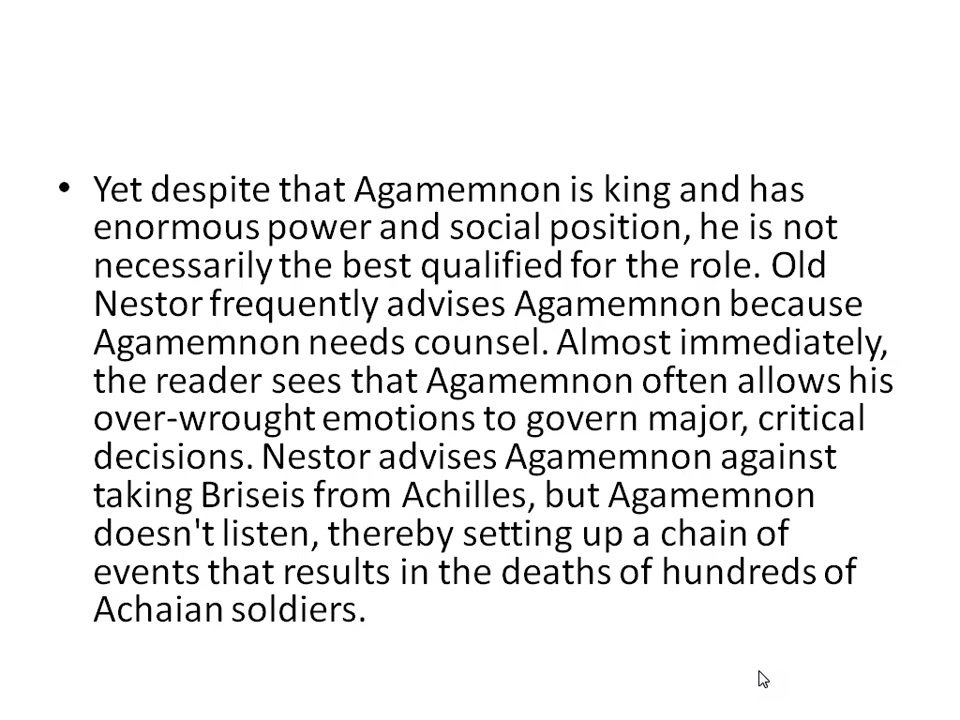 • Yet despite that Agamemnon is king and has
enormous power and social position, he is not
necessarily the best qualified for the role. Old
Nestor frequently advises Agamemnon because
Agamemnon needs counsel. Almost immediately,
the reader sees that Agamemnon often allows his
over-wrought emotions to govern major, critical
decisions. Nestor advises Agamemnon against
taking Briseis from Achilles, but Agamemnon
doesn't listen, thereby setting up a chain of
events that results in the deaths of hundreds of
Achaian soldiers.